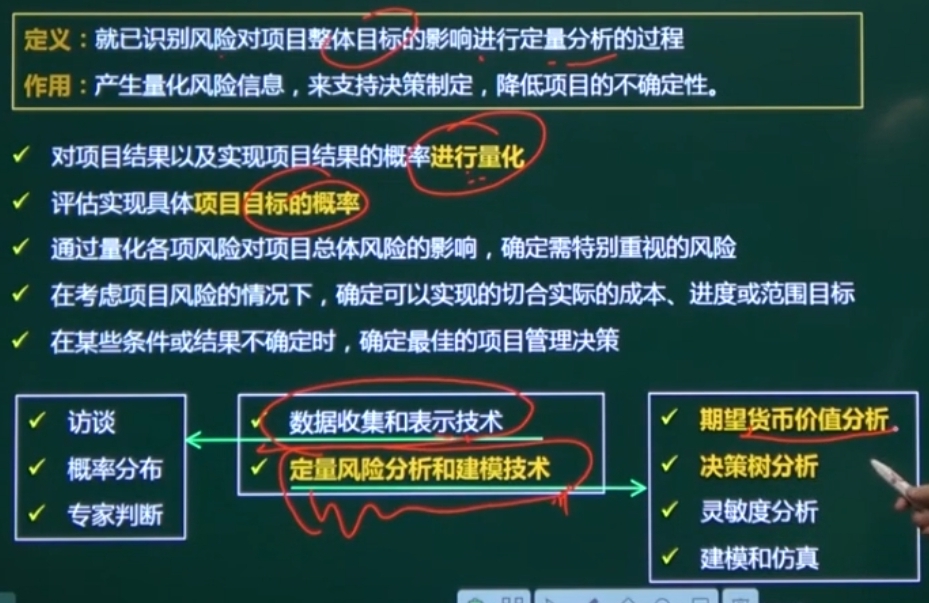 定义：就已识别风险对项目整体目标的影响进行定量分析的过程
作用：产生量化风险信息，来支持决策制定，降低项目的不确定性。
✓ 对项目结果以及实现项目结果的概率进行量化
✓ 评估实现具体项目目标的概率
✓ 通过量化各项风险对项目总体风险的影响，确定需特别重视的风险
✓ 在考虑项目风险的情况下，确定可以实现的切合实际的成本、进度或范围目标
✓ 在某些条件或结果不确定时，确定最佳的项目管理决策
✓ 访谈
✓ 概率分布
✓ 专家判断
✓ 数据收集和表示技术
✓ 定量风险分析和建模技术
✓ 期望货币价值分析
✓ 决策树分析
✓ 灵敏度分析
✓ 建模和仿真